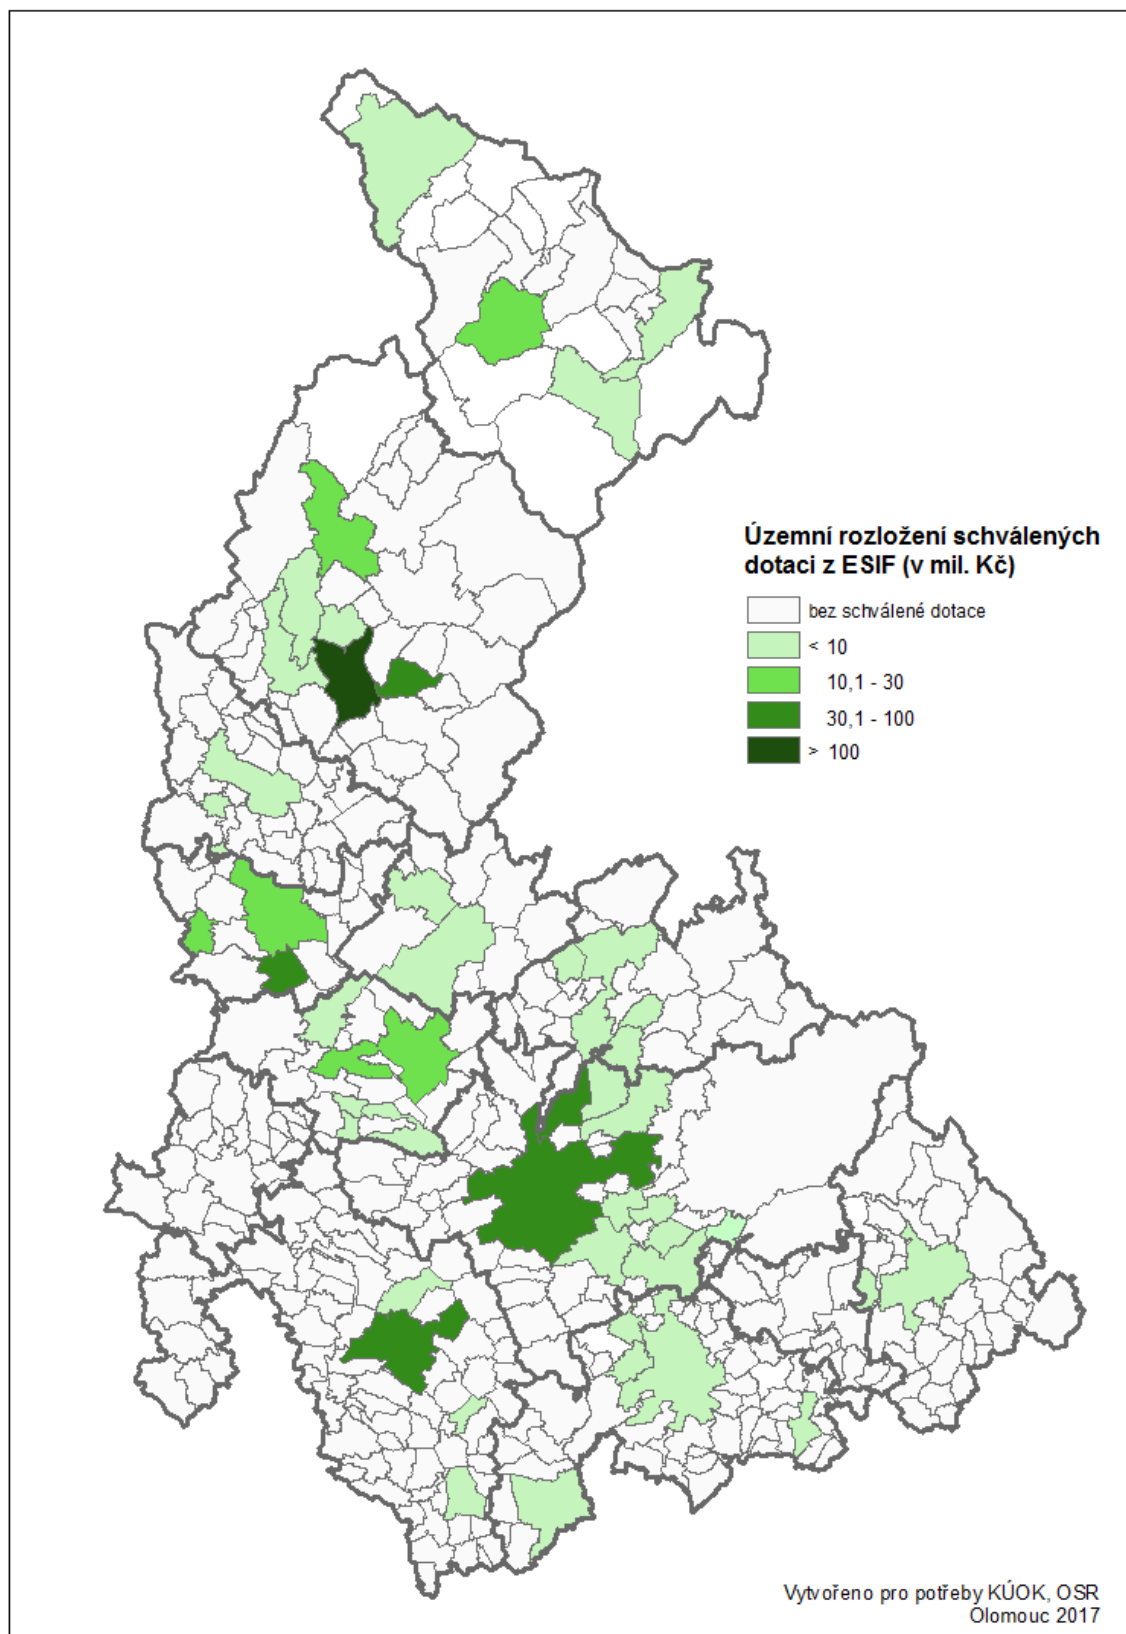 Územní rozložení schválených
dotaci z ESIF (v mil. Kč)
bez schválené dotace
< 10
10,1 - 30
30,1 - 100
> 100
Vytvořeno pro potřeby KÚOK, OSR
Olomouc 2017